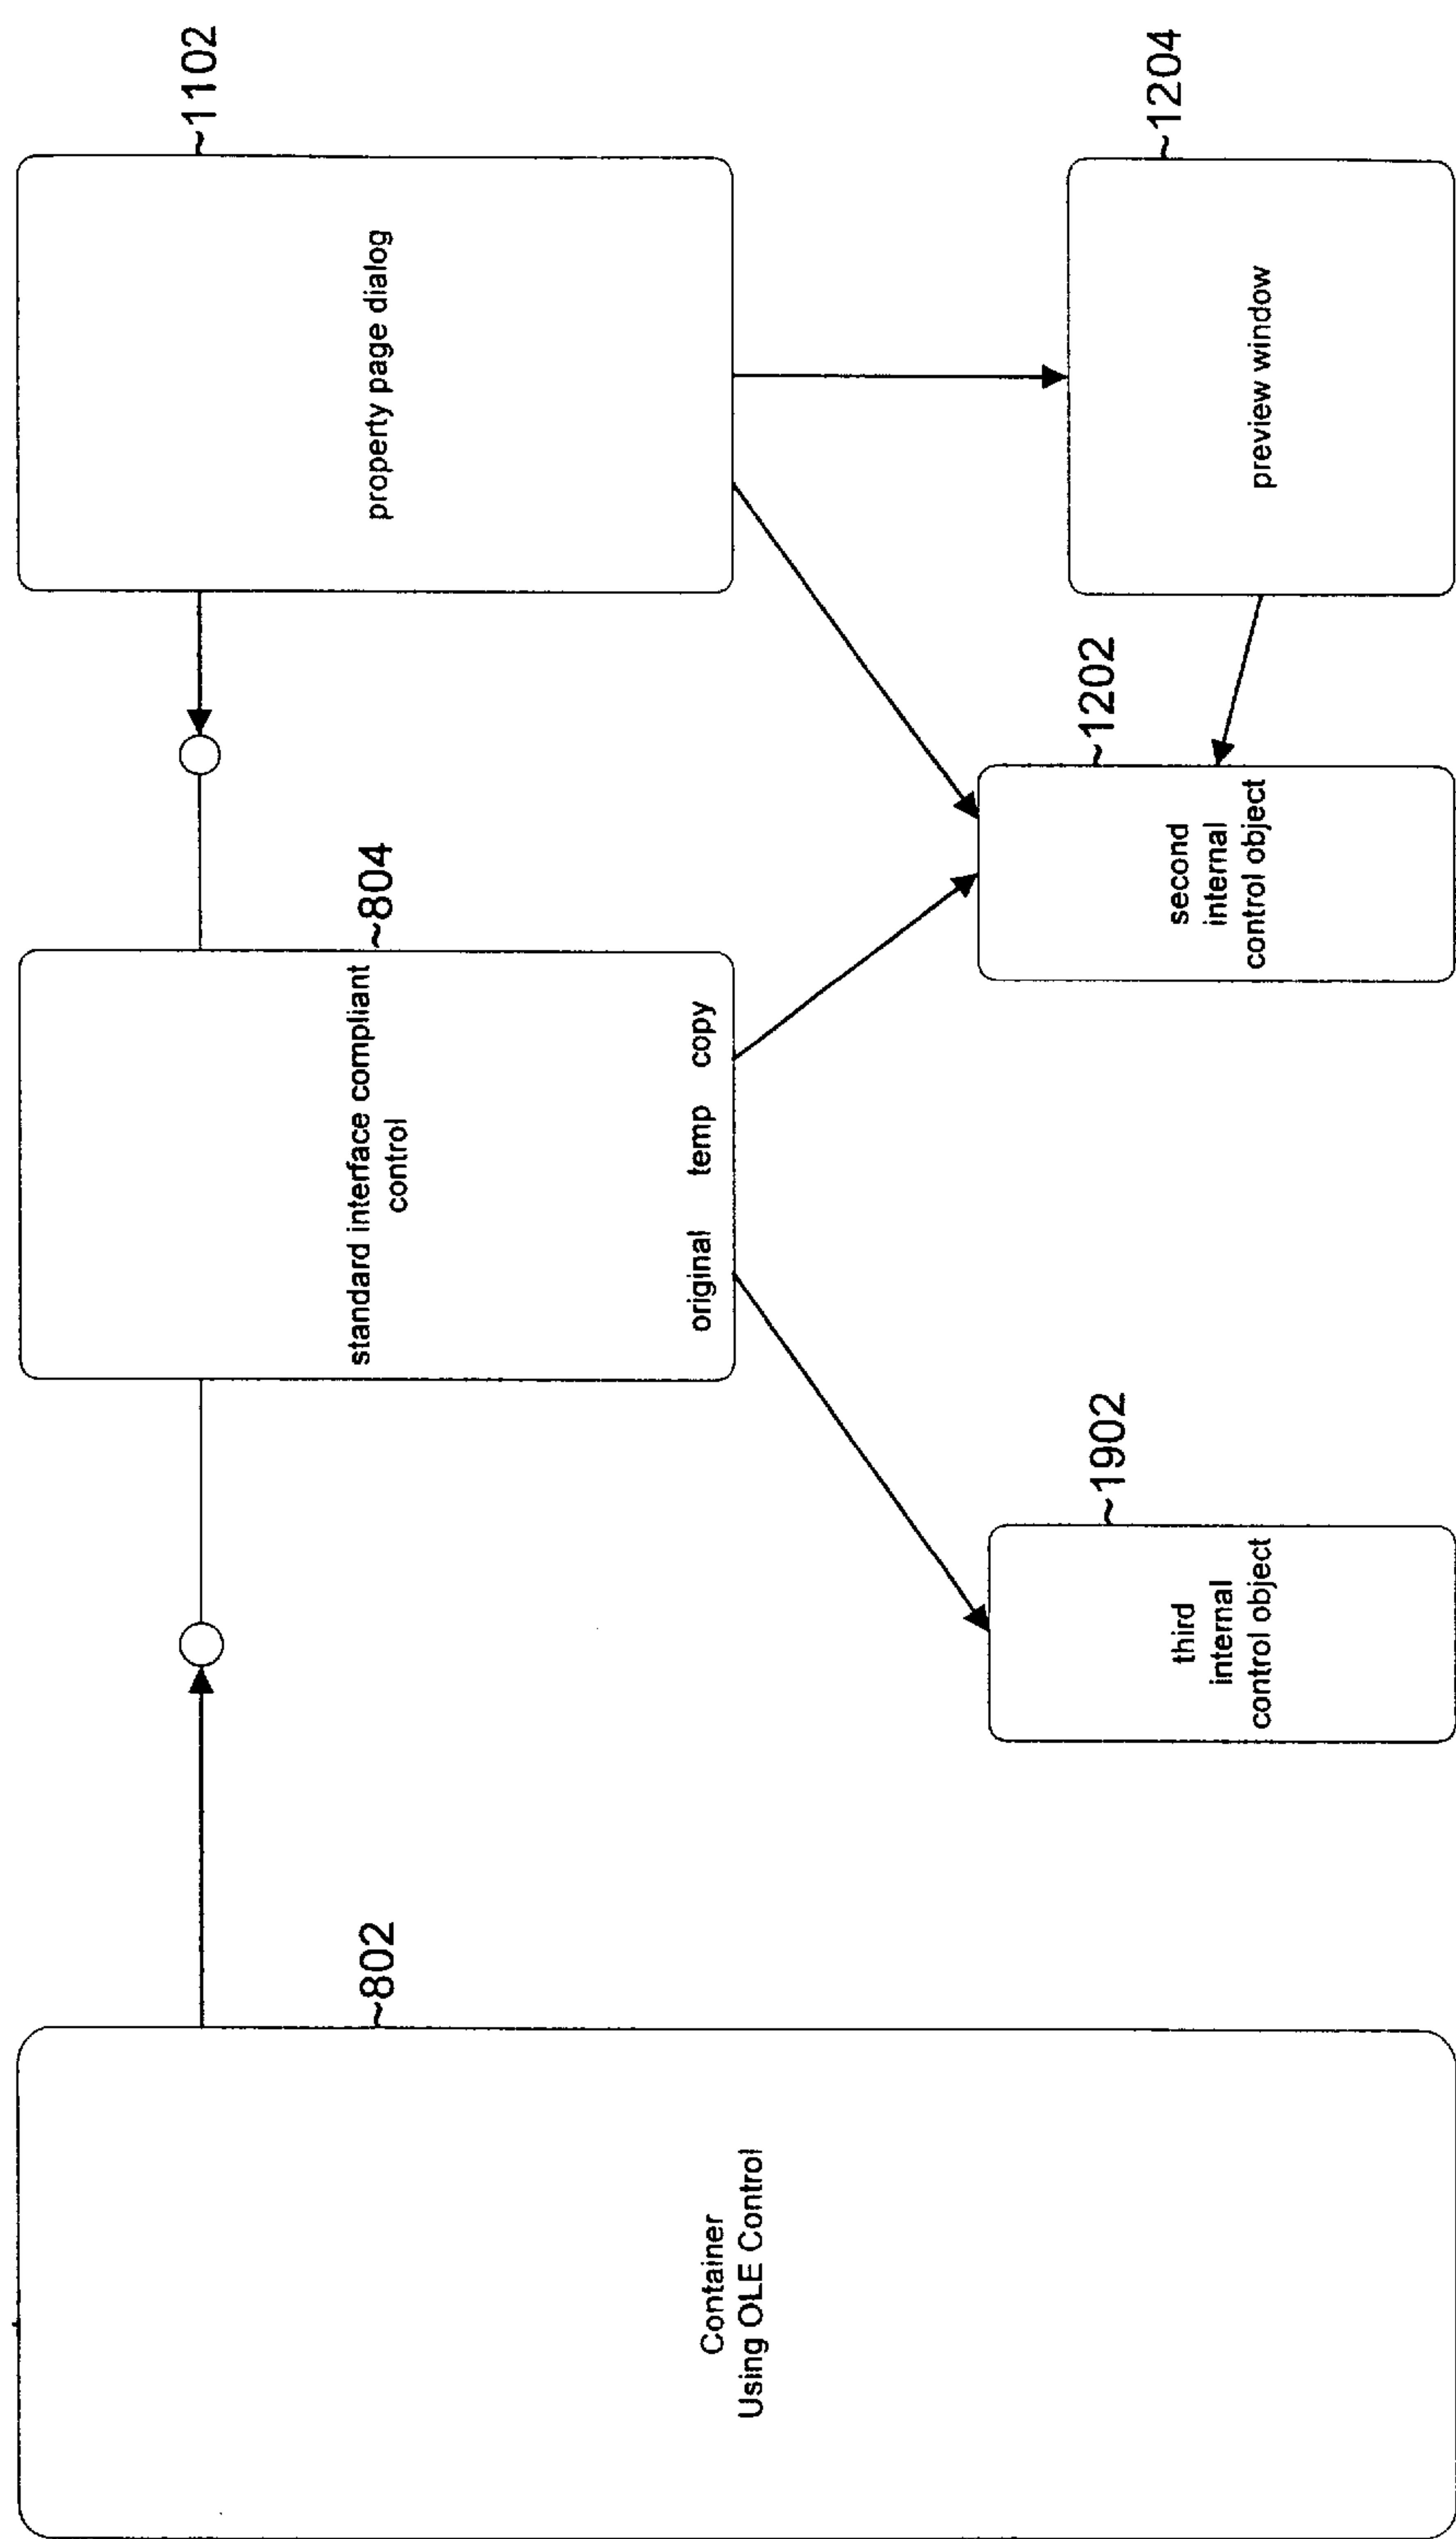 Container
Using OLE Control
~802
standard interface compliant
control
original temp copy
~804
property page dialog
~1102
third
internal
control object
~1902
second
internal
control object
~1202
preview window
~1204